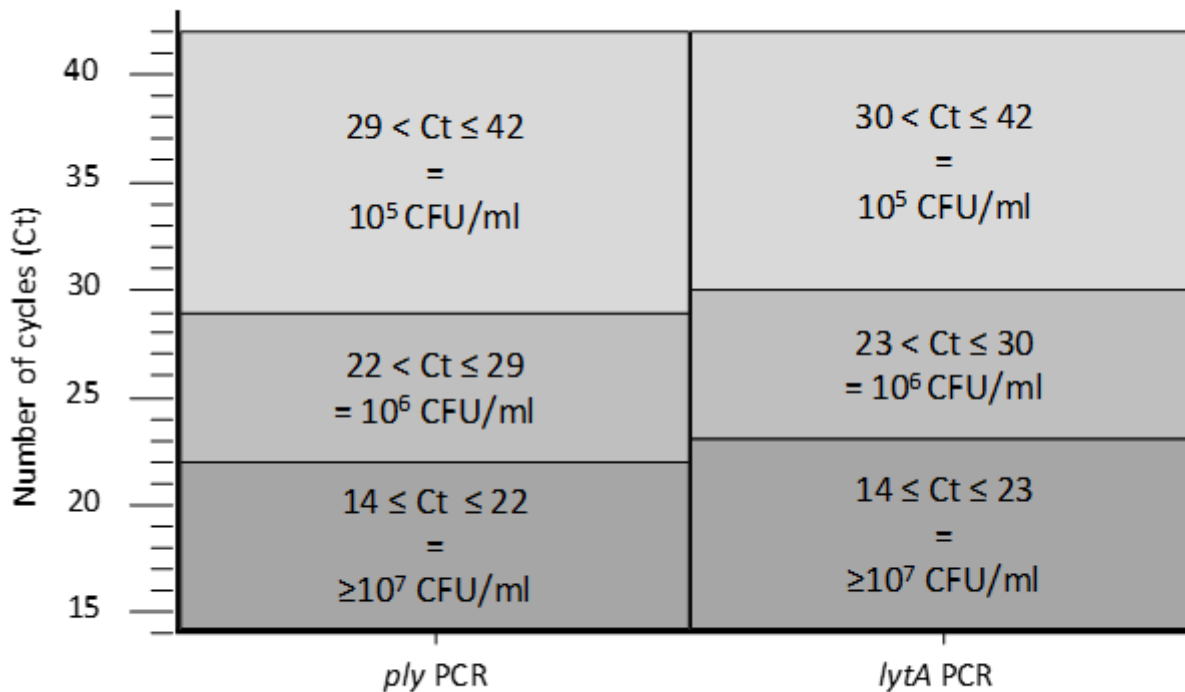 Number of cycles (Ct)
40
35
30
25
20
15
29 < Ct ≤ 42
=
10⁵ CFU/ml
22 < Ct ≤ 29
= 10⁶ CFU/ml
14 ≤ Ct ≤ 22
=
≥10⁷ CFU/ml
30 < Ct ≤ 42
=
10⁵ CFU/ml
23 < Ct ≤ 30
= 10⁶ CFU/ml
14 ≤ Ct ≤ 23
=
≥10⁷ CFU/ml
ply PCR
lytA PCR